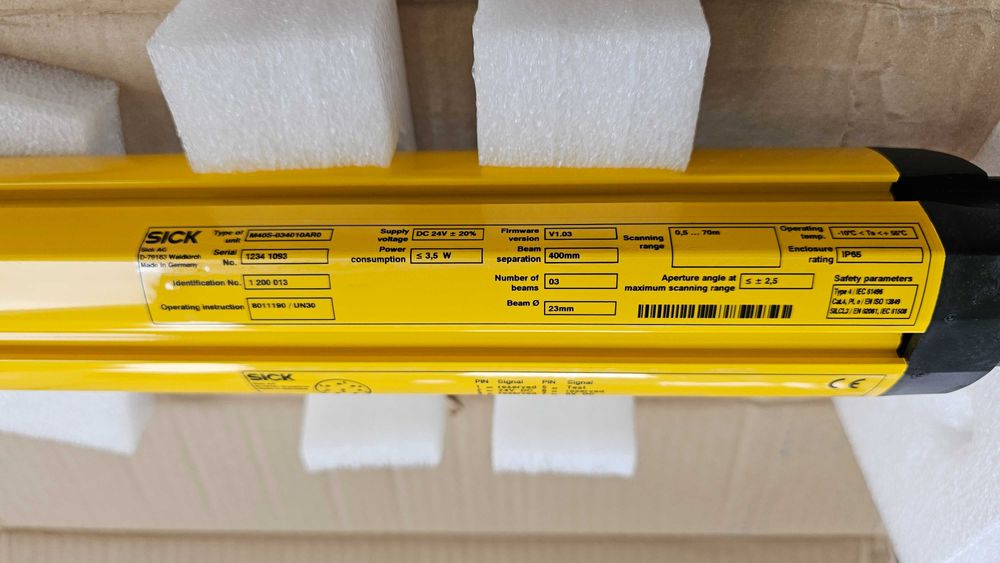 SICK
Sick AG
D-79183 Waldkirch
Made in Germany
Type of unit M40S-034010AR0
Serial No. 1234 1093
Identification No. 1 200 013
Operating instruction 8011190 / UN30
Supply voltage DC 24V ± 20%
Power consumption ≤ 3,5 W
Firmware version V1.03
Beam separation 400mm
Number of beams 03
Beam Ø 23mm
Scanning range 0,5 ... 70m
Aperture angle at maximum scanning range ≤ ± 2,5
Operating temp. -10°C < Ta < + 55°C
Enclosure rating IP65
Safety parameters
Type 4 / IEC 61496
Cat.4, PL e / EN ISO 13849
SILCL3 / EN 62061, IEC 61508
SICK
PIN Signal PIN Signal
reserved Test
24V DC reserved
CE